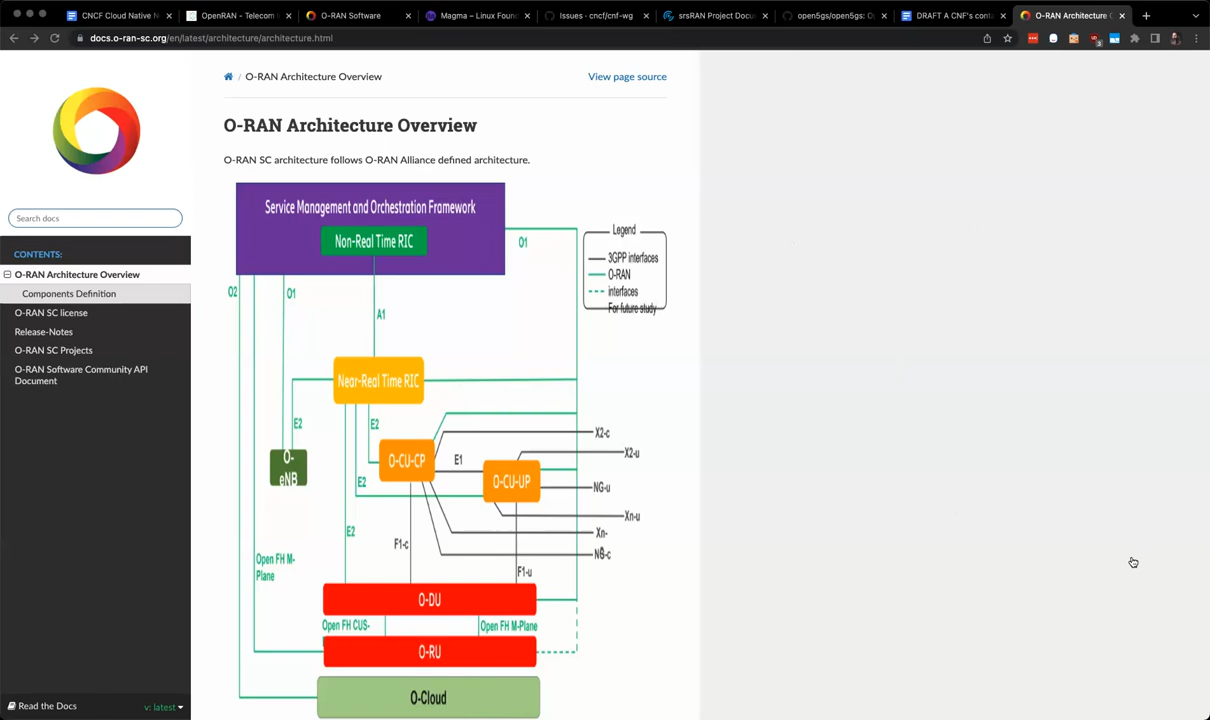 CNCF Cloud Native N
OpenRAN – Telecom I
O-RAN Software
Magma – Linux Foun
Issues · cncf/cnf-wg
srsRAN Project Docu
open5gs/open5gs: O
DRAFT A CNF's cont
O-RAN Architecture O
docs.o-ran-sc.org/en/latest/architecture/architecture.html
/ O-RAN Architecture Overview
View page source
O-RAN Architecture Overview
O-RAN SC architecture follows O-RAN Alliance defined architecture.
Search docs
CONTENTS:
O-RAN Architecture Overview
Components Definition
O-RAN SC license
Release-Notes
O-RAN SC Projects
O-RAN Software Community API
Document
Read the Docs
v: latest
Service Management and Orchestration Framework
Non-Real Time RIC
O1
Legend
3GPP interfaces
O-RAN
interfaces
For future study
O2
O1
A1
Near-Real Time RIC
E2
E2
O-
eNB
O-CU-CP
E1
O-CU-UP
E2
X2-c
X2-u
NG-u
Xn-u
Xn-
E2
F1-c
Open FH M-
Plane
F1-u
O-DU
Open FH CUS-
Open FH M-Plane
O-RU
O-Cloud